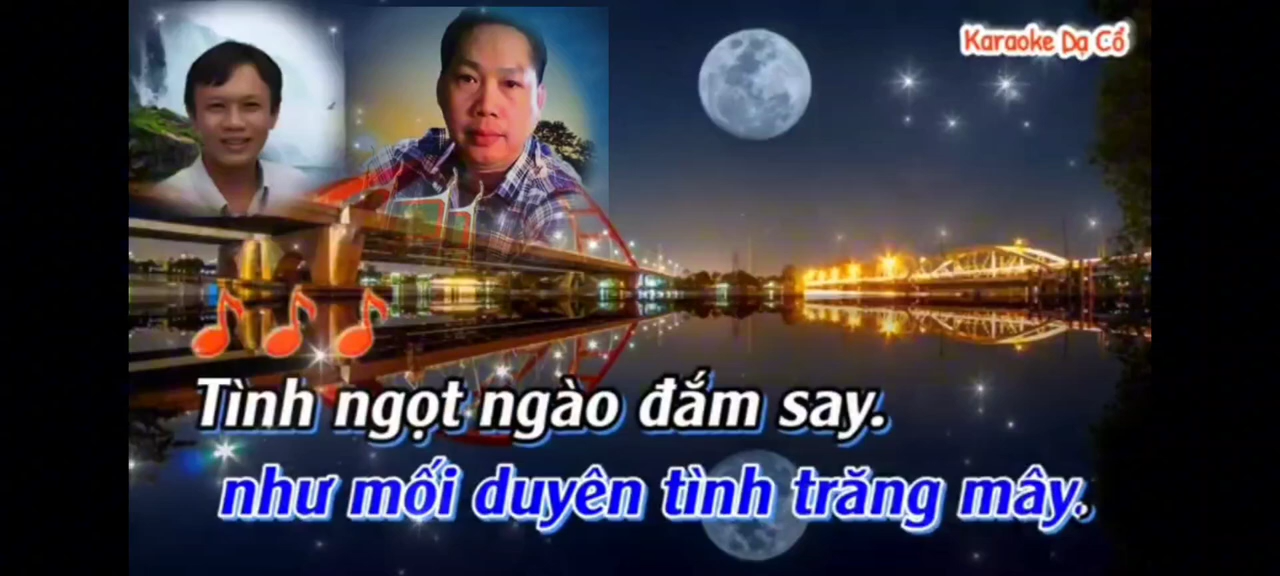 Karaoke Dạ Cổ
Tình ngọt ngào đắm say.
như mối duyên tình trăng mây.